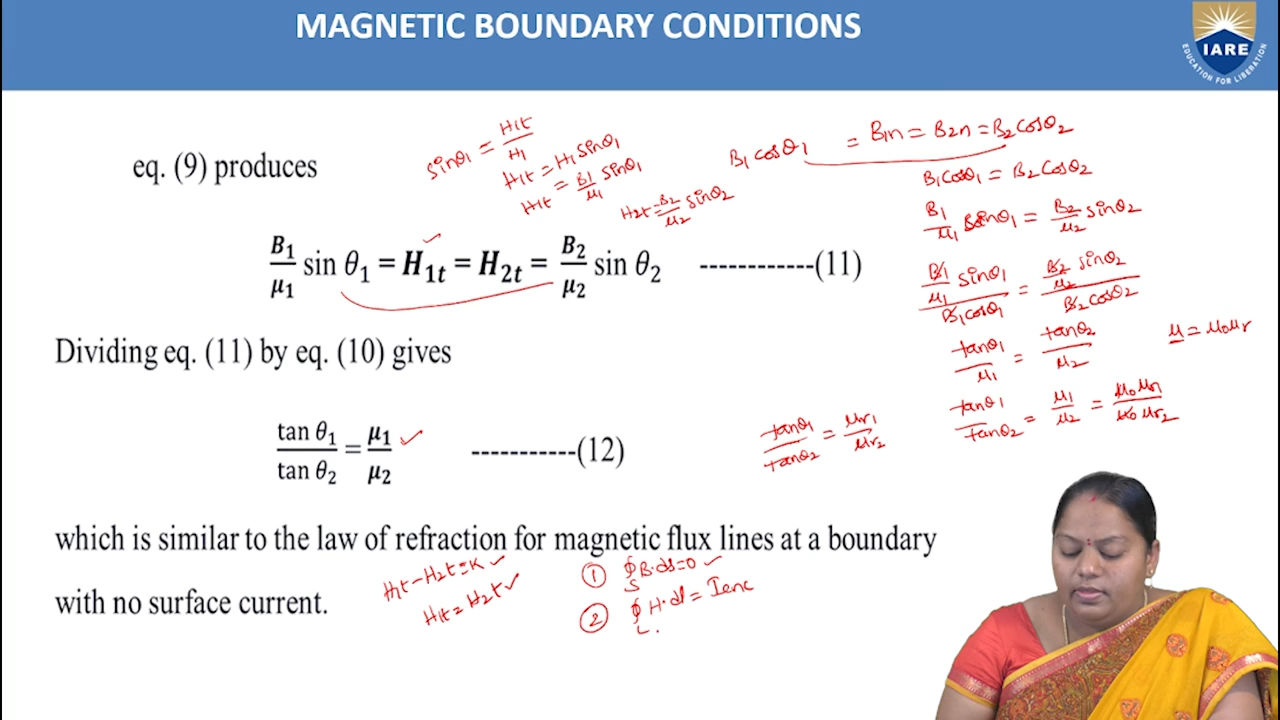 MAGNETIC BOUNDARY CONDITIONS
IARE
EDUCATION FOR LIBERATION
eq. (9) produces
sinθ1 = H1t / H1
H1t = H1 sinθ1
H1t = B1/μ1 sinθ1
H2t = B2/μ2 sinθ2
B1 cosθ1 = B1n = B2n = B2 cosθ2
B1 cosθ1 = B2 cosθ2
B1/μ1 sinθ1 = B2/μ2 sinθ2
B1/μ1 sin θ1 = H1t = H2t = B2/μ2 sin θ2 ------------(11)
B1/μ1 sinθ1 / B1 cosθ1 = B2/μ2 sinθ2 / B2 cosθ2
Dividing eq. (11) by eq. (10) gives
tanθ1/μ1 = tanθ2/μ2
μ = μ0μr
tanθ1/tanθ2 = μ1/μ2 = μ0 μr1/μ0 μr2
tanθ1/tanθ2 = μr1/μr2
tan θ1/tan θ2 = μ1/μ2 -----------(12)
which is similar to the law of refraction for magnetic flux lines at a boundary
with no surface current.
H1t - H2t = K
H1t = H2t
① ∮S B·ds = 0
② ∮L H·dl = Ienc